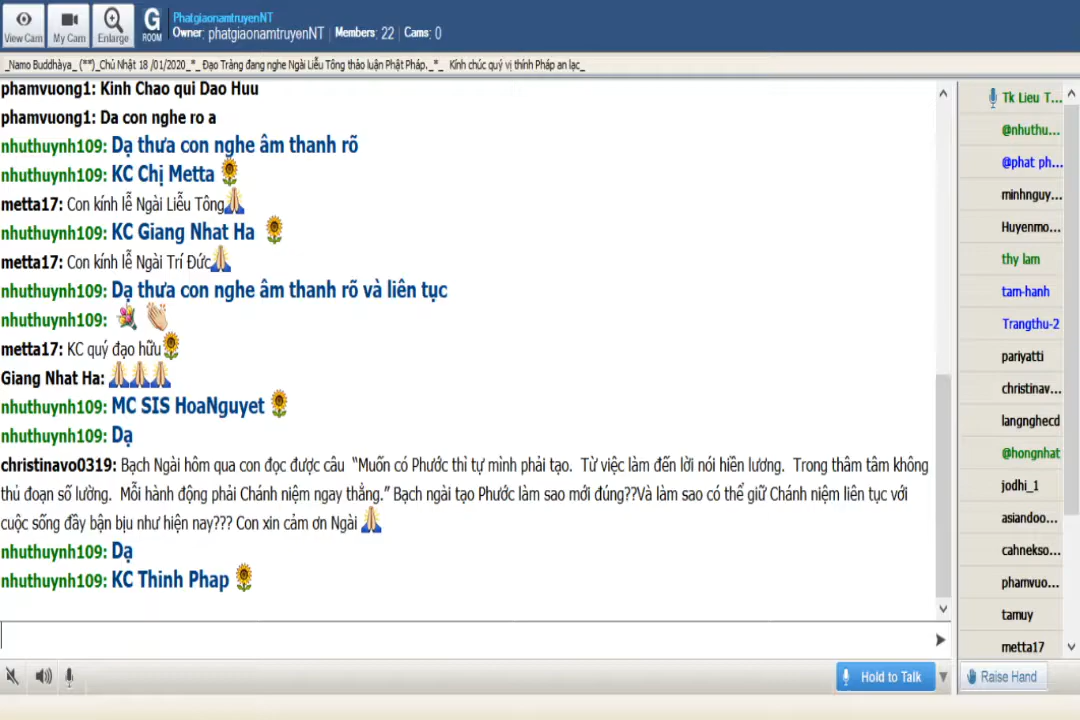 View Cam
My Cam
Enlarge
G ROOM
PhatgiaonamtruyenNT
Owner: phatgiaonamtruyenNT | Members: 22 | Cams: 0
_Namo Buddhàya_ (**)_Chủ Nhật 18 /01/2020_*_ Đạo Tràng đang nghe Ngài Liễu Tông thảo luận Phật Pháp._*_ Kính chúc quý vị thính Pháp an lạc_
phamvuong1: Kinh Chao qui Dao Huu
phamvuong1: Da con nghe ro a
nhuthuynh109: Dạ thưa con nghe âm thanh rõ
nhuthuynh109: KC Chị Metta
metta17: Con kính lễ Ngài Liễu Tông
nhuthuynh109: KC Giang Nhat Ha
metta17: Con kính lễ Ngài Trí Đức
nhuthuynh109: Dạ thưa con nghe âm thanh rõ và liên tục
nhuthuynh109:
metta17: KC quý đạo hữu
Giang Nhat Ha:
nhuthuynh109: MC SIS HoaNguyet
nhuthuynh109: Dạ
christinavo0319: Bạch Ngài hôm qua con đọc được câu “Muốn có Phước thì tự mình phải tạo. Từ việc làm đến lời nói hiền lương. Trong thâm tâm không
thủ đoạn số lường. Mỗi hành động phải Chánh niệm ngay thẳng.” Bạch ngài tạo Phước làm sao mới đúng??Và làm sao có thể giữ Chánh niệm liên tục với
cuộc sống đầy bận bịu như hiện nay??? Con xin cảm ơn Ngài
nhuthuynh109: Dạ
nhuthuynh109: KC Thinh Phap
Hold to Talk
Tk Lieu T...
@nhuthu...
@phat ph...
minhnguy...
Huyenmo...
thy lam
tam-hanh
Trangthu-2
pariyatti
christinav...
langnghecd
@hongnhat
jodhi_1
asiandoo...
cahnekso...
phamvuo...
tamuy
metta17
Raise Hand